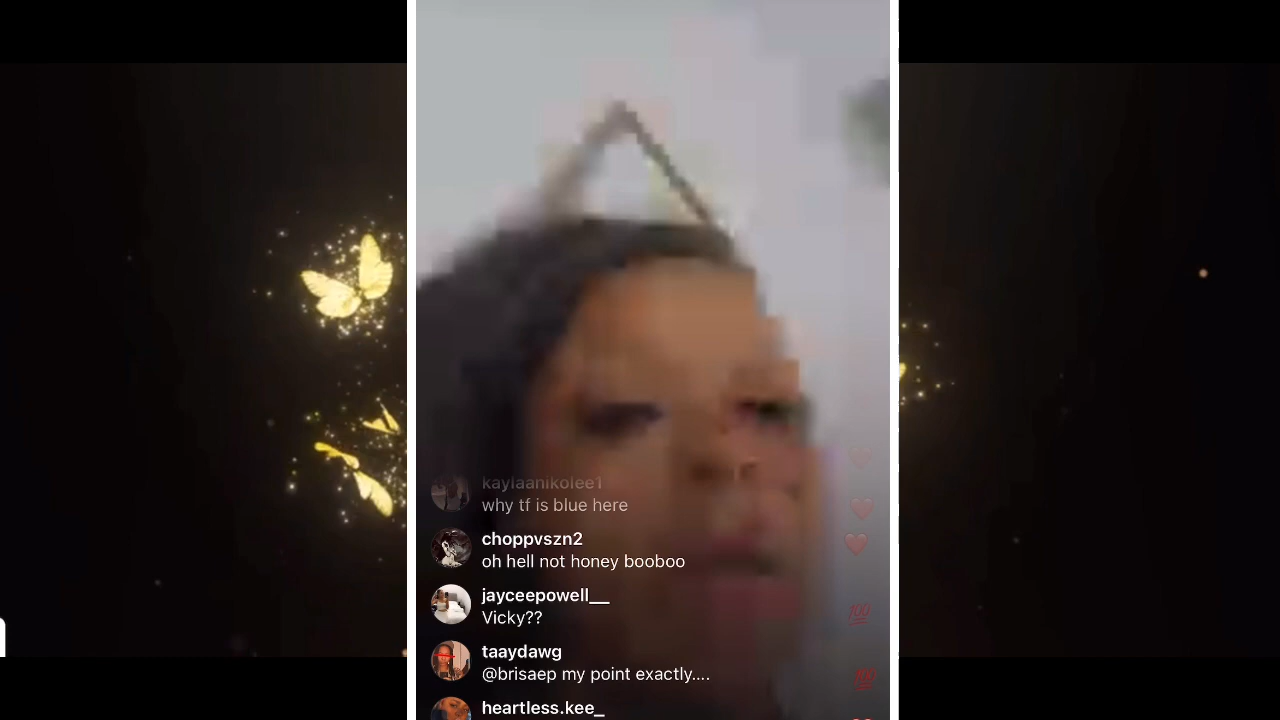 kaylaanikolee1
why tf is blue here
choppvszn2
oh hell not honey booboo
jayceepowell__
Vicky??
taaydawg
@brisaep my point exactly....
heartless.kee_
💯
💯